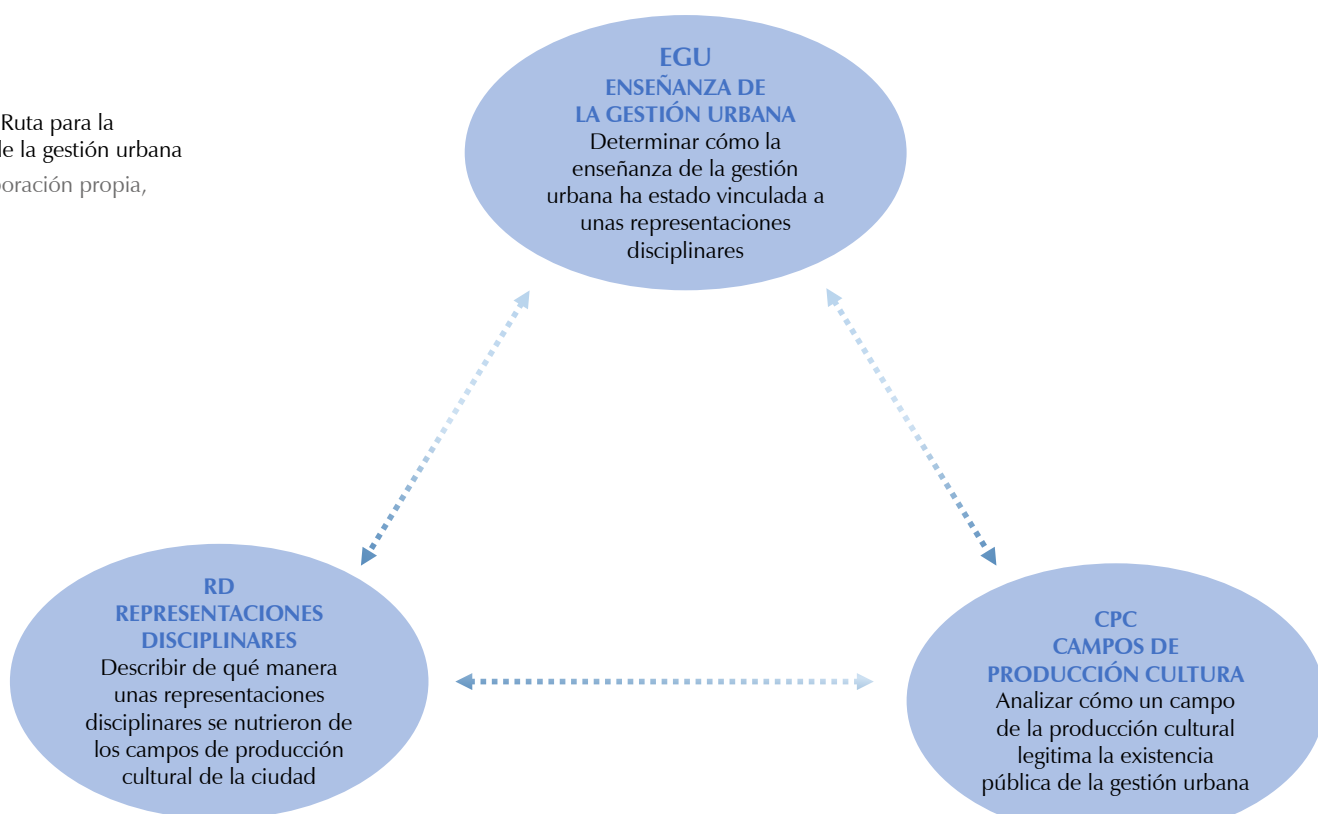 Ruta para la
de la gestión urbana
boración propia,
EGU
ENSEÑANZA DE
LA GESTIÓN URBANA
Determinar cómo la
enseñanza de la gestión
urbana ha estado vinculada a
unas representaciones
disciplinares
RD
REPRESENTACIONES
DISCIPLINARES
Describir de qué manera
unas representaciones
disciplinares se nutrieron de
los campos de producción
cultural de la ciudad
CPC
CAMPOS DE
PRODUCCIÓN CULTURA
Analizar cómo un campo
de la producción cultural
legitima la existencia
pública de la gestión urbana